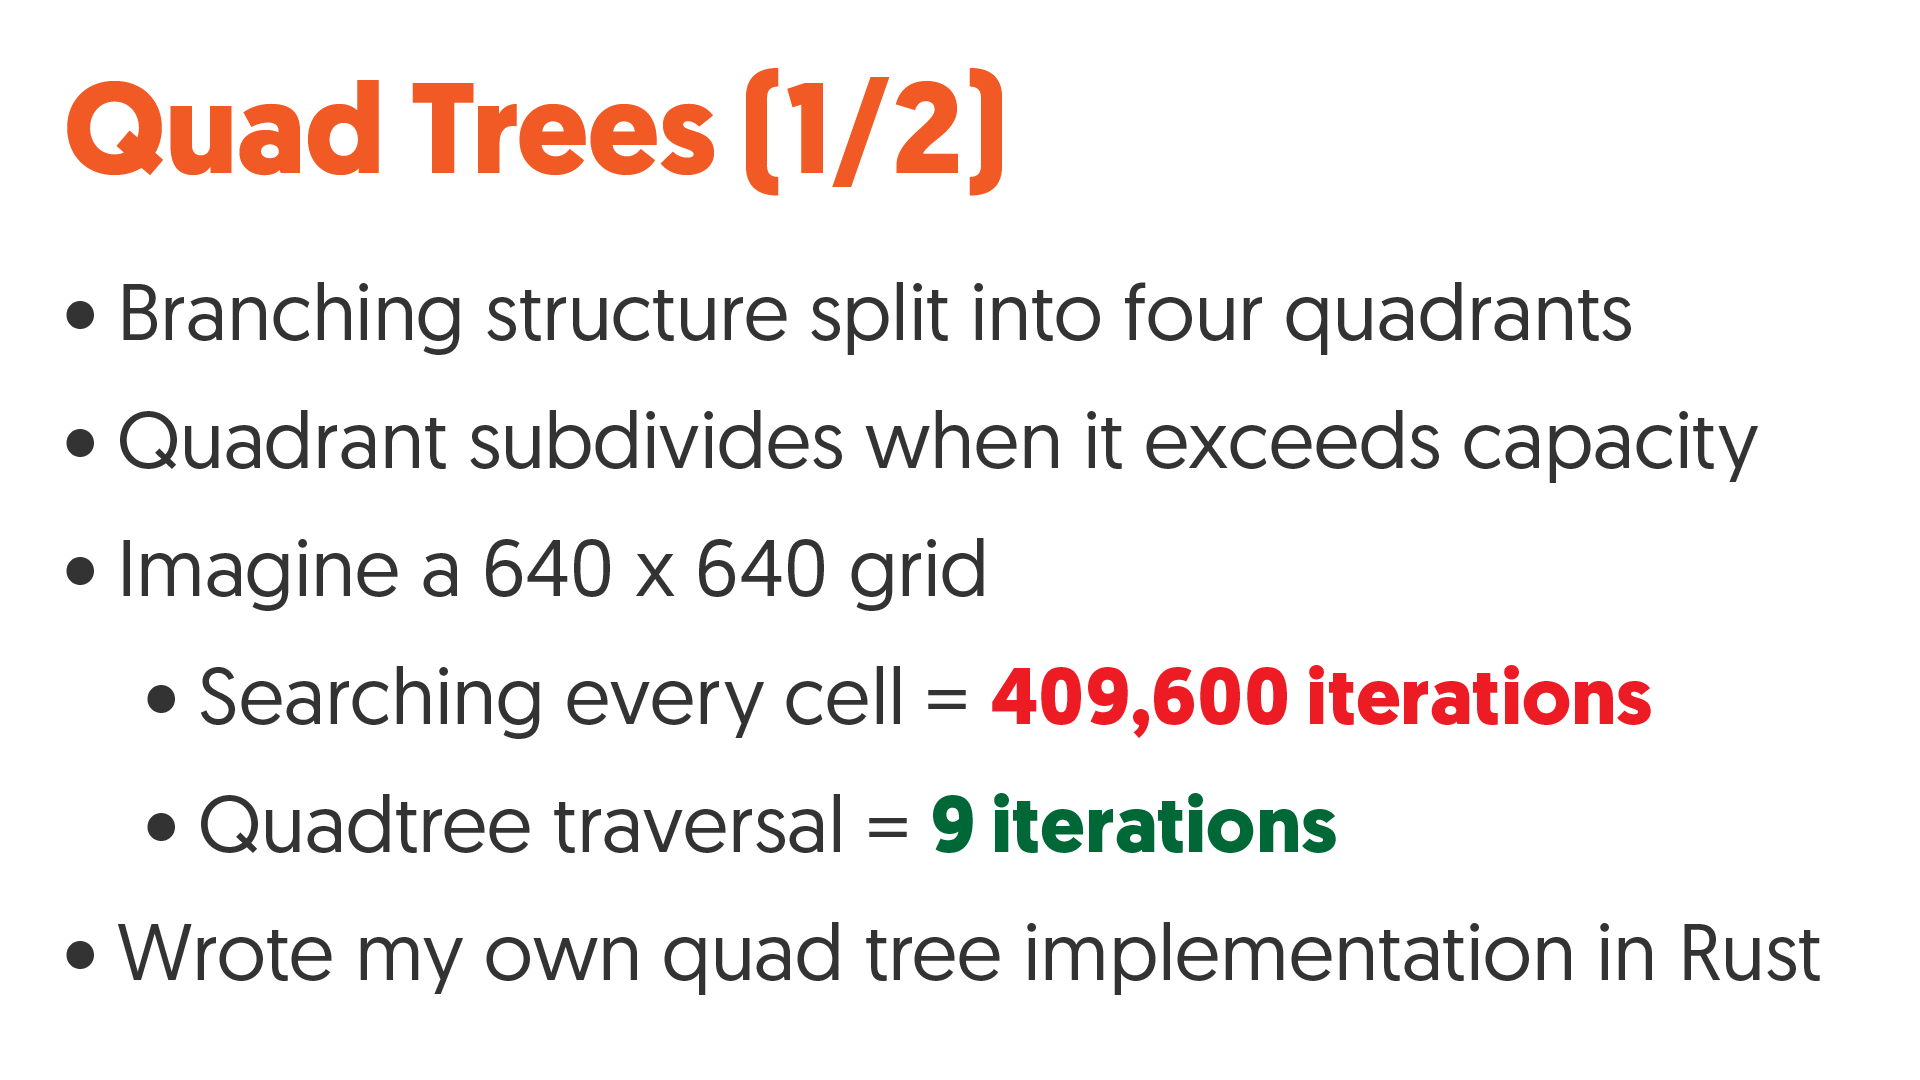 Quad Trees (1/2)
• Branching structure split into four quadrants
• Quadrant subdivides when it exceeds capacity
• Imagine a 640 x 640 grid
• Searching every cell = 409,600 iterations
• Quadtree traversal = 9 iterations
• Wrote my own quad tree implementation in Rust